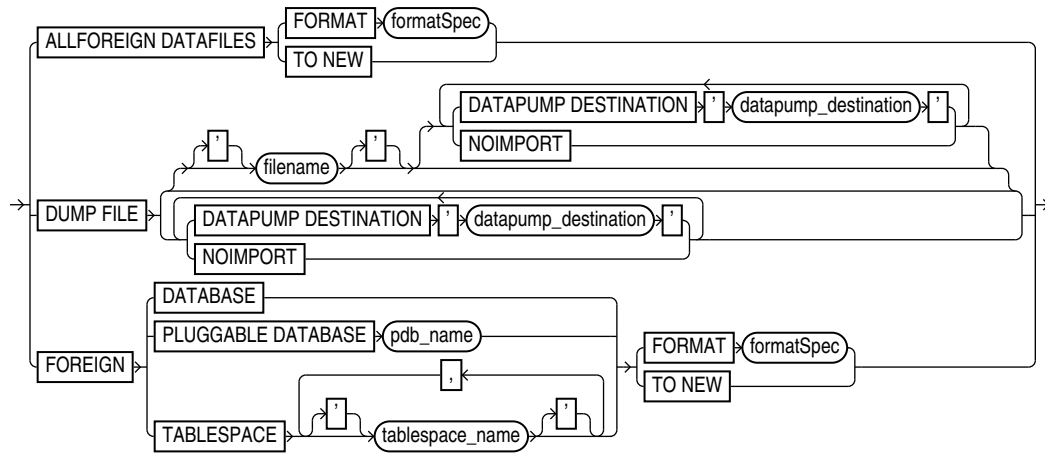 ALLFOREIGN DATAFILES FORMAT formatSpec
TO NEW
DATAPUMP DESTINATION ' datapump_destination '
NOIMPORT
' filename '
DUMP FILE
DATAPUMP DESTINATION ' datapump_destination '
NOIMPORT
FOREIGN
DATABASE
PLUGGABLE DATABASE pdb_name
,
TABLESPACE ' tablespace_name '
FORMAT formatSpec
TO NEW